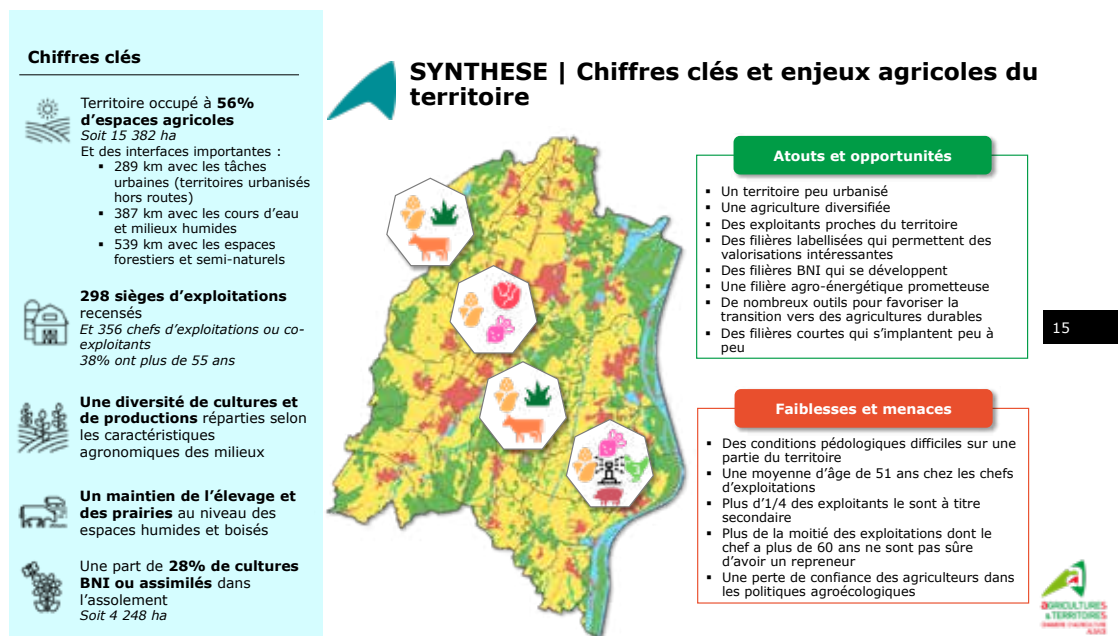 Chiffres clés
Territoire occupé à 56%
d’espaces agricoles
Soit 15 382 ha
Et des interfaces importantes :
▪ 289 km avec les tâches
urbaines (territoires urbanisés
hors routes)
▪ 387 km avec les cours d’eau
et milieux humides
▪ 539 km avec les espaces
forestiers et semi-naturels
298 sièges d’exploitations
recensés
Et 356 chefs d’exploitations ou co-
exploitants
38% ont plus de 55 ans
Une diversité de cultures et
de productions réparties selon
les caractéristiques
agronomiques des milieux
Un maintien de l’élevage et
des prairies au niveau des
espaces humides et boisés
Une part de 28% de cultures
BNI ou assimilés dans
l’assolement
Soit 4 248 ha
SYNTHESE | Chiffres clés et enjeux agricoles du
territoire
Atouts et opportunités
▪ Un territoire peu urbanisé
▪ Une agriculture diversifiée
▪ Des exploitants proches du territoire
▪ Des filières labellisées qui permettent des
valorisations intéressantes
▪ Des filières BNI qui se développent
▪ Une filière agro-énergétique prometteuse
▪ De nombreux outils pour favoriser la
transition vers des agricultures durables
▪ Des filières courtes qui s’implantent peu à
peu
15
Faiblesses et menaces
▪ Des conditions pédologiques difficiles sur une
partie du territoire
▪ Une moyenne d’âge de 51 ans chez les chefs
d’exploitations
▪ Plus d’1/4 des exploitants le sont à titre
secondaire
▪ Plus de la moitié des exploitations dont le
chef a plus de 60 ans ne sont pas sûre
d’avoir un repreneur
▪ Une perte de confiance des agriculteurs dans
les politiques agroécologiques
AGRICULTURES
& TERRITOIRES
CHAMBRE D'AGRICULTURE
ALSACE